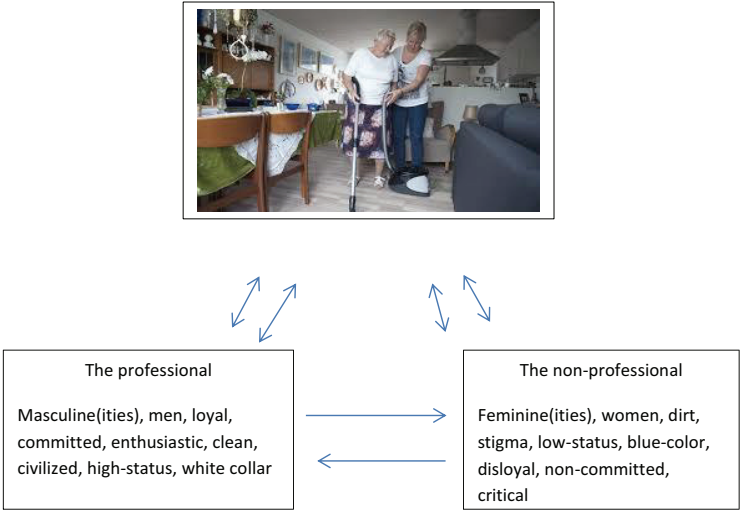 The professional
Masculine(ities), men, loyal,
committed, enthusiastic, clean,
civilized, high-status, white collar
The non-professional
Feminine(ities), women, dirt,
stigma, low-status, blue-color,
disloyal, non-committed,
critical